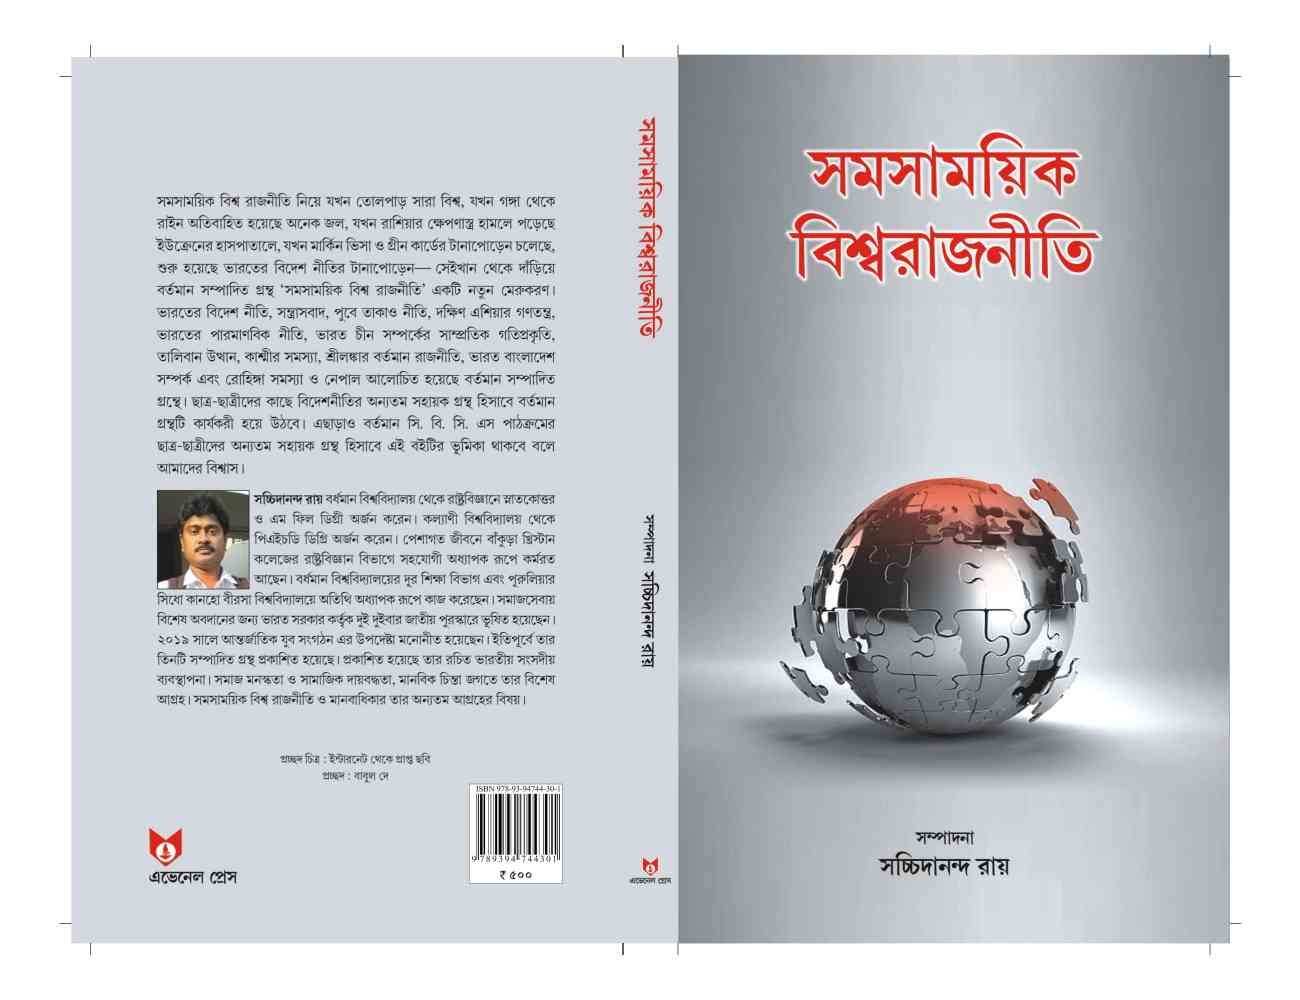 সমসাময়িক বিশ্ব রাজনীতি নিয়ে যখন তোলপাড় সারা বিশ্ব, যখন গঙ্গা থেকে
রাইন অতিবাহিত হয়েছে অনেক জল, যখন রাশিয়ার ক্ষেপণাস্ত্র হামলে পড়েছে
ইউক্রেনের হাসপাতালে, যখন মার্কিন ভিসা ও গ্রীন কার্ডের টানাপোড়েন চলেছে,
শুরু হয়েছে ভারতের বিদেশ নীতির টানাপোড়েন— সেইখান থেকে দাঁড়িয়ে
বর্তমান সম্পাদিত গ্রন্থ ‘সমসাময়িক বিশ্ব রাজনীতি’ একটি নতুন মেরুকরণ।
ভারতের বিদেশ নীতি, সন্ত্রাসবাদ, পুবে তাকাও নীতি, দক্ষিণ এশিয়ার গণতন্ত্র,
ভারতের পারমাণবিক নীতি, ভারত চীন সম্পর্কের সাম্প্রতিক গতিপ্রকৃতি,
তালিবান উত্থান, কাশ্মীর সমস্যা, শ্রীলঙ্কার বর্তমান রাজনীতি, ভারত বাংলাদেশ
সম্পর্ক এবং রোহিঙ্গা সমস্যা ও নেপাল আলোচিত হয়েছে বর্তমান সম্পাদিত
গ্রন্থে। ছাত্র-ছাত্রীদের কাছে বিদেশনীতির অন্যতম সহায়ক গ্রন্থ হিসাবে বর্তমান
গ্রন্থটি কার্যকরী হয়ে উঠবে। এছাড়াও বর্তমান সি. বি. সি. এস পাঠক্রমের
ছাত্র-ছাত্রীদের অন্যতম সহায়ক গ্রন্থ হিসাবে এই বইটির ভূমিকা থাকবে বলে
আমাদের বিশ্বাস।
সচ্চিদানন্দ রায় বর্ধমান বিশ্ববিদ্যালয় থেকে রাষ্ট্রবিজ্ঞানে স্নাতকোত্তর
ও এম ফিল ডিগ্রী অর্জন করেন। কল্যাণী বিশ্ববিদ্যালয় থেকে
পিএইচডি ডিগ্রি অর্জন করেন। পেশাগত জীবনে বাঁকুড়া খ্রিস্টান
কলেজের রাষ্ট্রবিজ্ঞান বিভাগে সহযোগী অধ্যাপক রূপে কর্মরত
আছেন। বর্ধমান বিশ্ববিদ্যালয়ের দূর শিক্ষা বিভাগ এবং পুরুলিয়ার
সিধো কানহো বীরসা বিশ্ববিদ্যালয়ে অতিথি অধ্যাপক রূপে কাজ করেছেন। সমাজসেবায়
বিশেষ অবদানের জন্য ভারত সরকার কর্তৃক দুই দুইবার জাতীয় পুরস্কারে ভূষিত হয়েছেন।
২০১৯ সালে আন্তর্জাতিক যুব সংগঠন এর উপদেষ্টা মনোনীত হয়েছেন। ইতিপূর্বে তার
তিনটি সম্পাদিত গ্রন্থ প্রকাশিত হয়েছে। প্রকাশিত হয়েছে তার রচিত ভারতীয় সংসদীয়
ব্যবস্থাপনা। সমাজ মনস্কতা ও সামাজিক দায়বদ্ধতা, মানবিক চিন্তা জগতে তার বিশেষ
আগ্রহ। সমসাময়িক বিশ্ব রাজনীতি ও মানবাধিকার তার অন্যতম আগ্রহের বিষয়।
প্রচ্ছদ চিত্র : ইন্টারনেট থেকে প্রাপ্ত ছবি
প্রচ্ছদ : বাবুল দে
ISBN 978-93-94744-30-1
9 789394 744301
₹ ৫০০
এভেনেল প্রেস
সমসাময়িক বিশ্বরাজনীতি
সম্পাদনা সচ্চিদানন্দ রায়
এভেনেল প্রেস
সমসাময়িক
বিশ্বরাজনীতি
সম্পাদনা
সচ্চিদানন্দ রায়